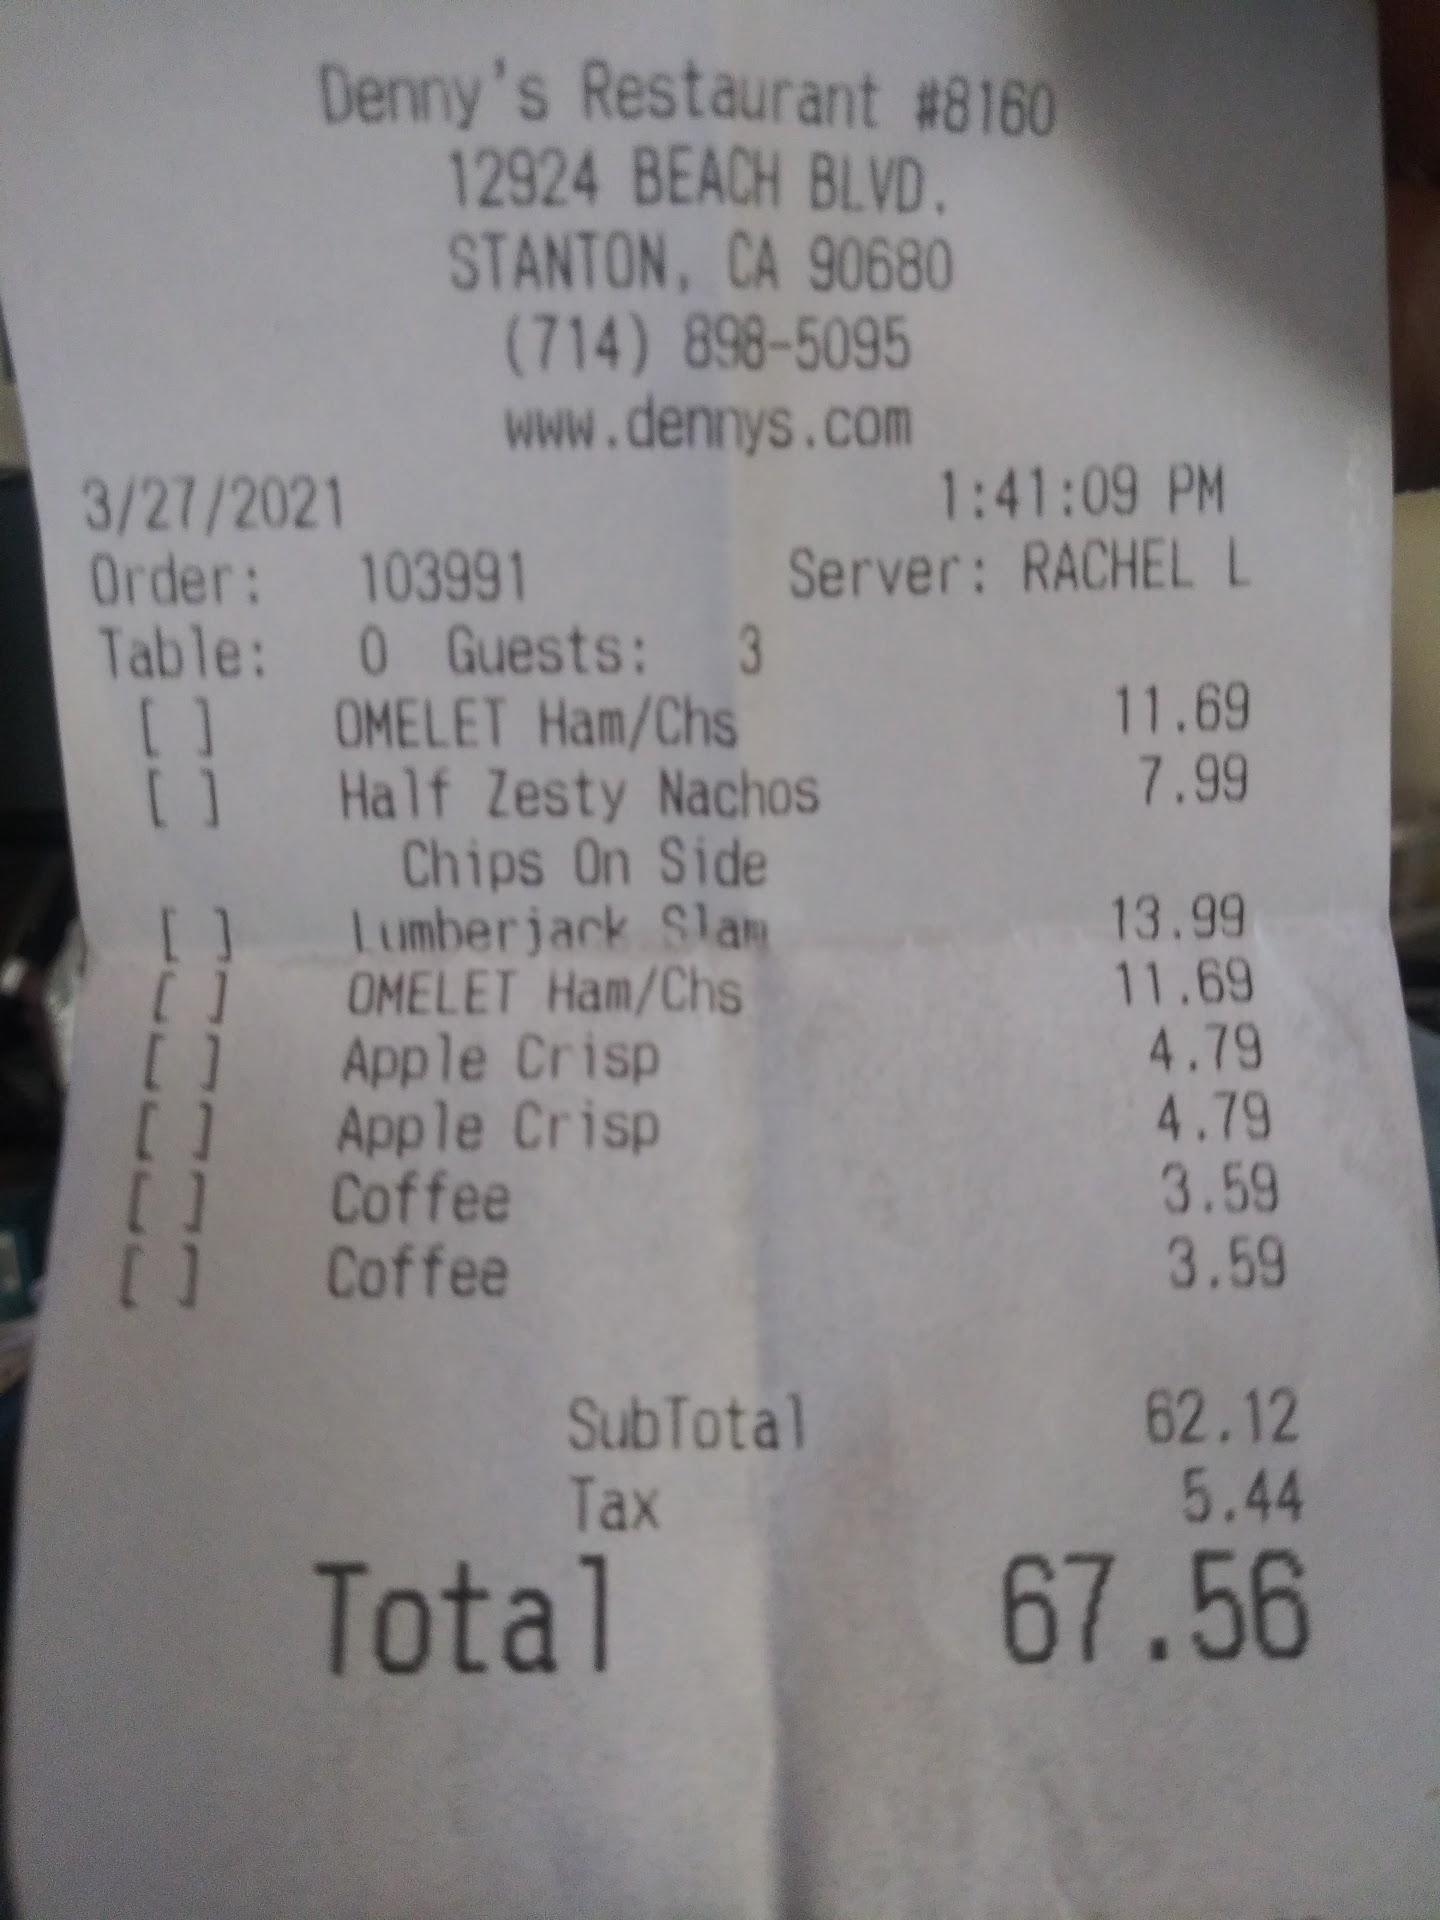 Denny's Restaurant #8160
12924 BEACH BLVD.
STANTON, CA 90680
(714) 898-5095
www.dennys.com
3/27/2021 1:41:09 PM
Order: 103991 Server: RACHEL L
Table: 0 Guests: 3
[ ] OMELET Ham/Chs 11.69
[ ] Half Zesty Nachos 7.99
Chips On Side
[ ] Lumberjack Slam 13.99
[ ] OMELET Ham/Chs 11.69
[ ] Apple Crisp 4.79
[ ] Apple Crisp 4.79
[ ] Coffee 3.59
[ ] Coffee 3.59
SubTotal 62.12
Tax 5.44
Total 67.56